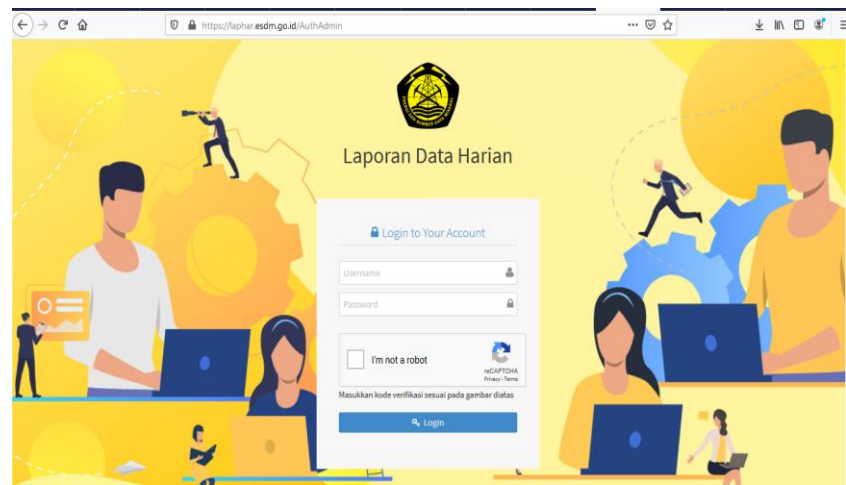 https://laphar.esdm.go.id/AuthAdmin
Laporan Data Harian
Login to Your Account
Username
Password
I'm not a robot
reCAPTCHA
Privacy - Terms
Masukkan kode verifikasi sesuai pada gambar diatas
Login